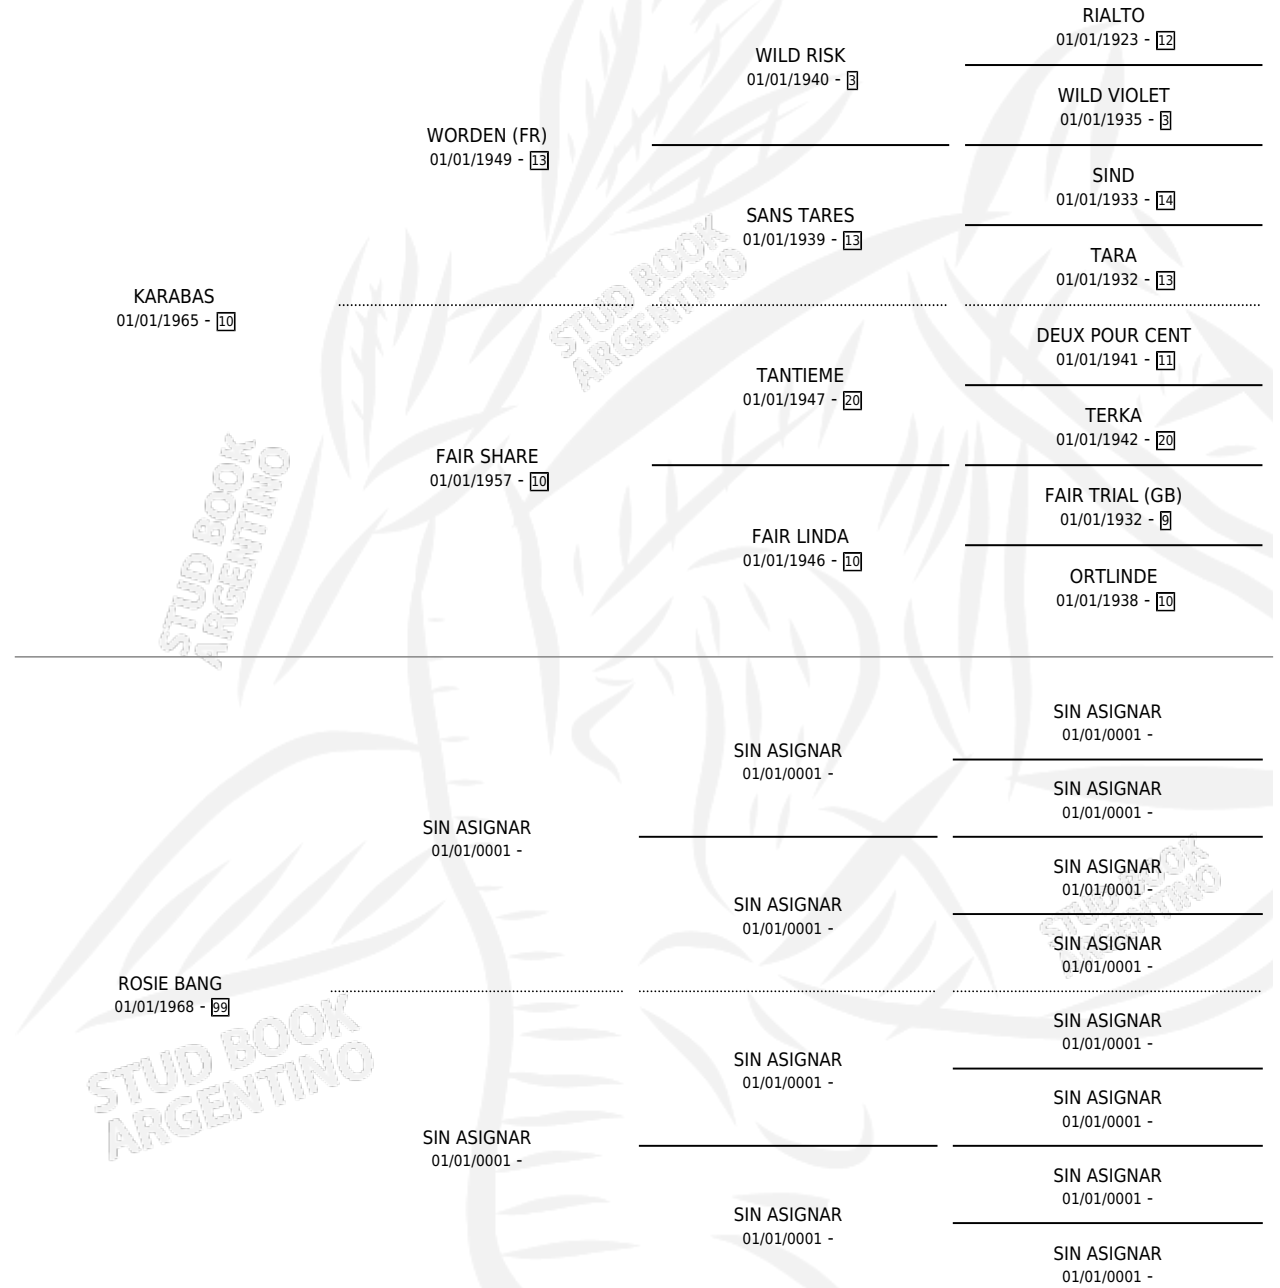 RIALTO
01/01/1923 - 12
WILD RISK
01/01/1940 - 3
WILD VIOLET
01/01/1935 - 3
WORDEN (FR)
01/01/1949 - 13
SIND
01/01/1933 - 14
SANS TARES
01/01/1939 - 13
TARA
01/01/1932 - 13
KARABAS
01/01/1965 - 10
DEUX POUR CENT
01/01/1941 - 11
TANTIEME
01/01/1947 - 20
TERKA
01/01/1942 - 20
FAIR SHARE
01/01/1957 - 10
FAIR TRIAL (GB)
01/01/1932 - 9
FAIR LINDA
01/01/1946 - 10
ORTLINDE
01/01/1938 - 10
STUD BOOK
ARGENTINO
STUD BOOK
ARGENTINO
SIN ASIGNAR
01/01/0001 -
SIN ASIGNAR
01/01/0001 -
SIN ASIGNAR
01/01/0001 -
SIN ASIGNAR
01/01/0001 -
SIN ASIGNAR
01/01/0001 -
SIN ASIGNAR
01/01/0001 -
SIN ASIGNAR
01/01/0001 -
ROSIE BANG
01/01/1968 - 99
SIN ASIGNAR
01/01/0001 -
SIN ASIGNAR
01/01/0001 -
SIN ASIGNAR
01/01/0001 -
SIN ASIGNAR
01/01/0001 -
SIN ASIGNAR
01/01/0001 -
SIN ASIGNAR
01/01/0001 -
SIN ASIGNAR
01/01/0001 -
STUD BOOK
ARGENTINO
STUD BOOK
ARGENTINO